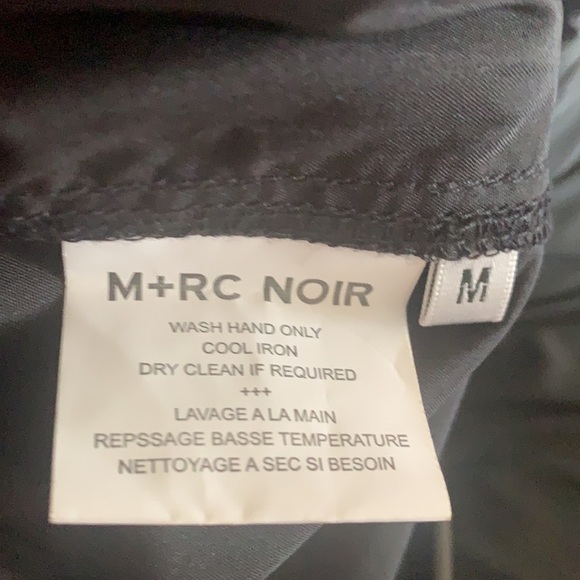 M+RC NOIR
M
WASH HAND ONLY
COOL IRON
DRY CLEAN IF REQUIRED
+++
LAVAGE A LA MAIN
REPSSAGE BASSE TEMPERATURE
NETTOYAGE A SEC SI BESOIN